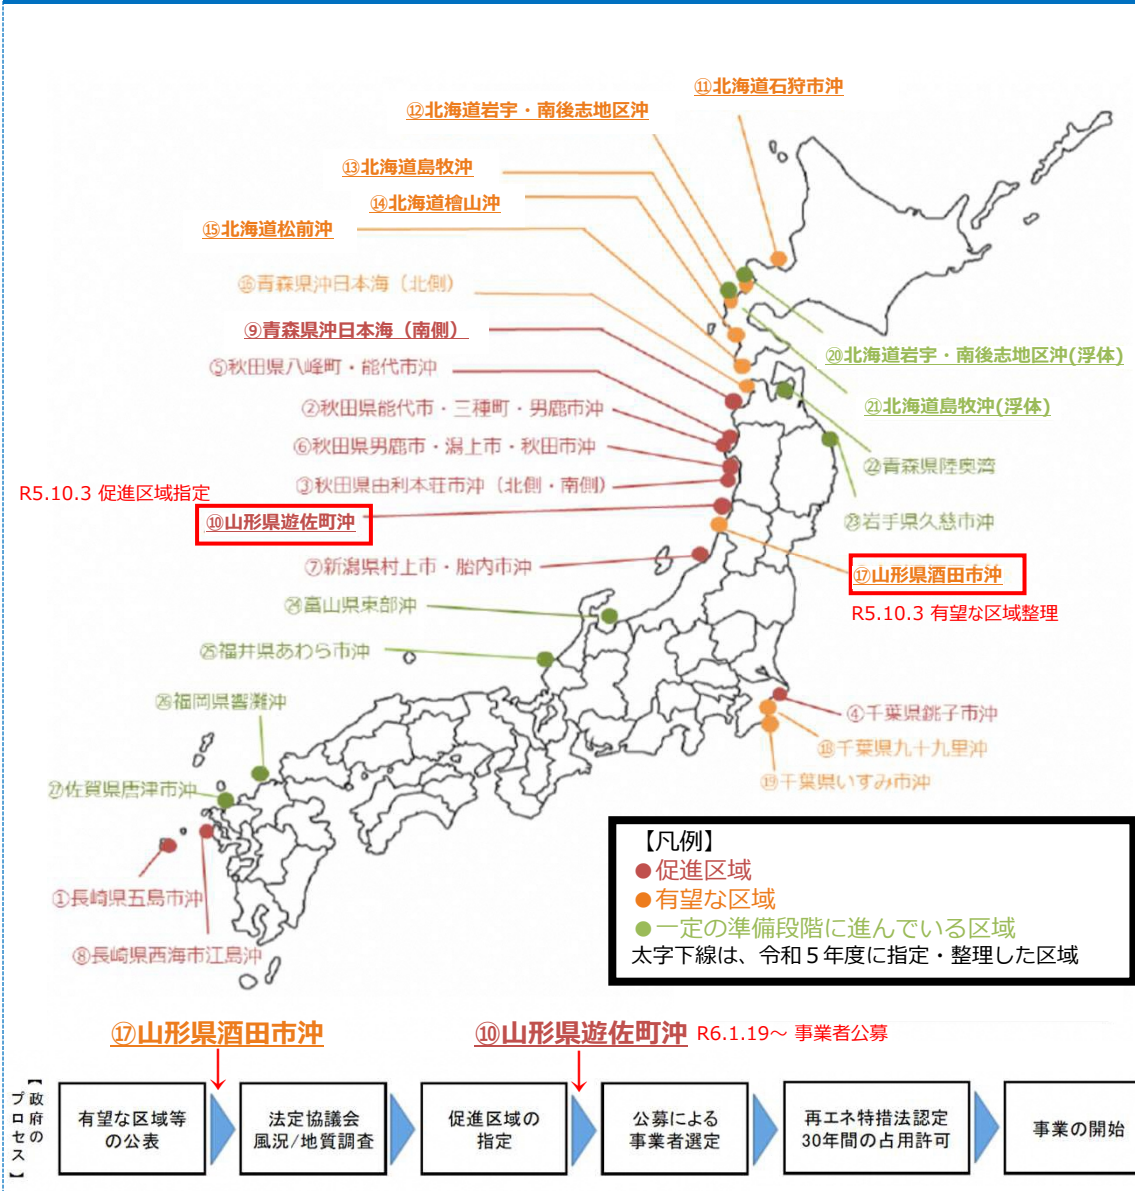 ⑪北海道石狩市沖
⑫北海道岩宇・南後志地区沖
⑬北海道島牧沖
⑭北海道檜山沖
⑮北海道松前沖
⑯青森県沖日本海（北側）
⑨青森県沖日本海（南側）
⑤秋田県八峰町・能代市沖
②秋田県能代市・三種町・男鹿市沖
⑥秋田県男鹿市・潟上市・秋田市沖
③秋田県由利本荘市沖（北側・南側）
R5.10.3 促進区域指定
⑩山形県遊佐町沖
⑦新潟県村上市・胎内市沖
㉔富山県東部沖
㉕福井県あわら市沖
㉖福岡県響灘沖
㉗佐賀県唐津市沖
①長崎県五島市沖
⑧長崎県西海市江島沖
⑳北海道岩宇・南後志地区沖(浮体)
㉑北海道島牧沖(浮体)
㉒青森県陸奥湾
㉓岩手県久慈市沖
⑰山形県酒田市沖
R5.10.3 有望な区域整理
④千葉県銚子市沖
⑱千葉県九十九里沖
⑲千葉県いすみ市沖
【凡例】
●促進区域
●有望な区域
●一定の準備段階に進んでいる区域
太字下線は、令和５年度に指定・整理した区域
⑰山形県酒田市沖
⑩山形県遊佐町沖 R6.1.19～ 事業者公募
【政府の
プロセス】
有望な区域等
の公表
法定協議会
風況/地質調査
促進区域の
指定
公募による
事業者選定
再エネ特措法認定
30年間の占用許可
事業の開始